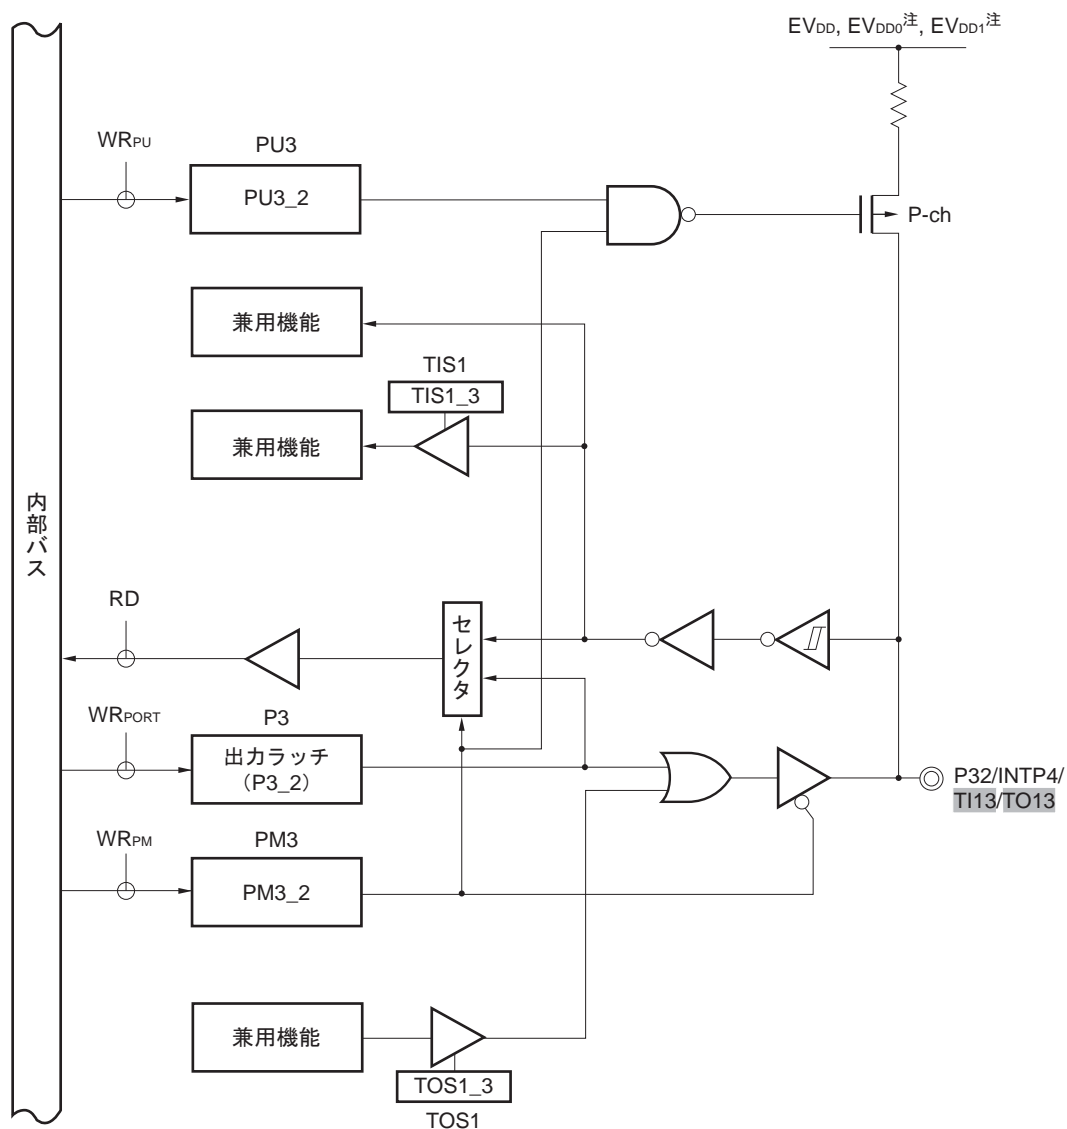 EVDD, EVDD0注, EVDD1注
WRPU
PU3
PU3_2
P-ch
兼用機能
TIS1
TIS1_3
兼用機能
内部バス
RD
セレクタ
WRPORT
P3
出力ラッチ
(P3_2)
P32/INTP4/
TI13/TO13
WRPM
PM3
PM3_2
兼用機能
TOS1_3
TOS1